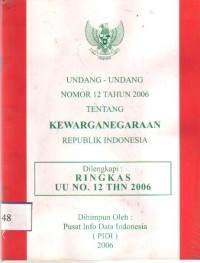 UNDANG - UNDANG
NOMOR 12 TAHUN 2006
TENTANG
KEWARGANEGARAAN
REPUBLIK INDONESIA
Dilengkapi :
RINGKAS
UU NO. 12 THN 2006
48
Dihimpun Oleh :
Pusat Info Data Indonesia
( PIDI )
2006